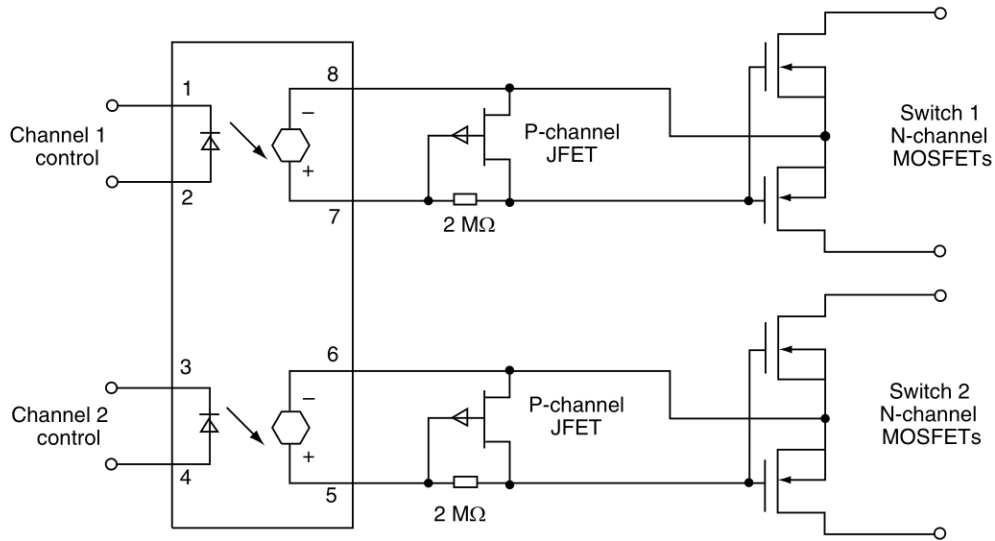 1
8
Channel 1
control
−
+
P-channel
JFET
Switch 1
N-channel
MOSFETs
2
7
2 MΩ
3
6
Channel 2
control
−
+
P-channel
JFET
Switch 2
N-channel
MOSFETs
4
5
2 MΩ